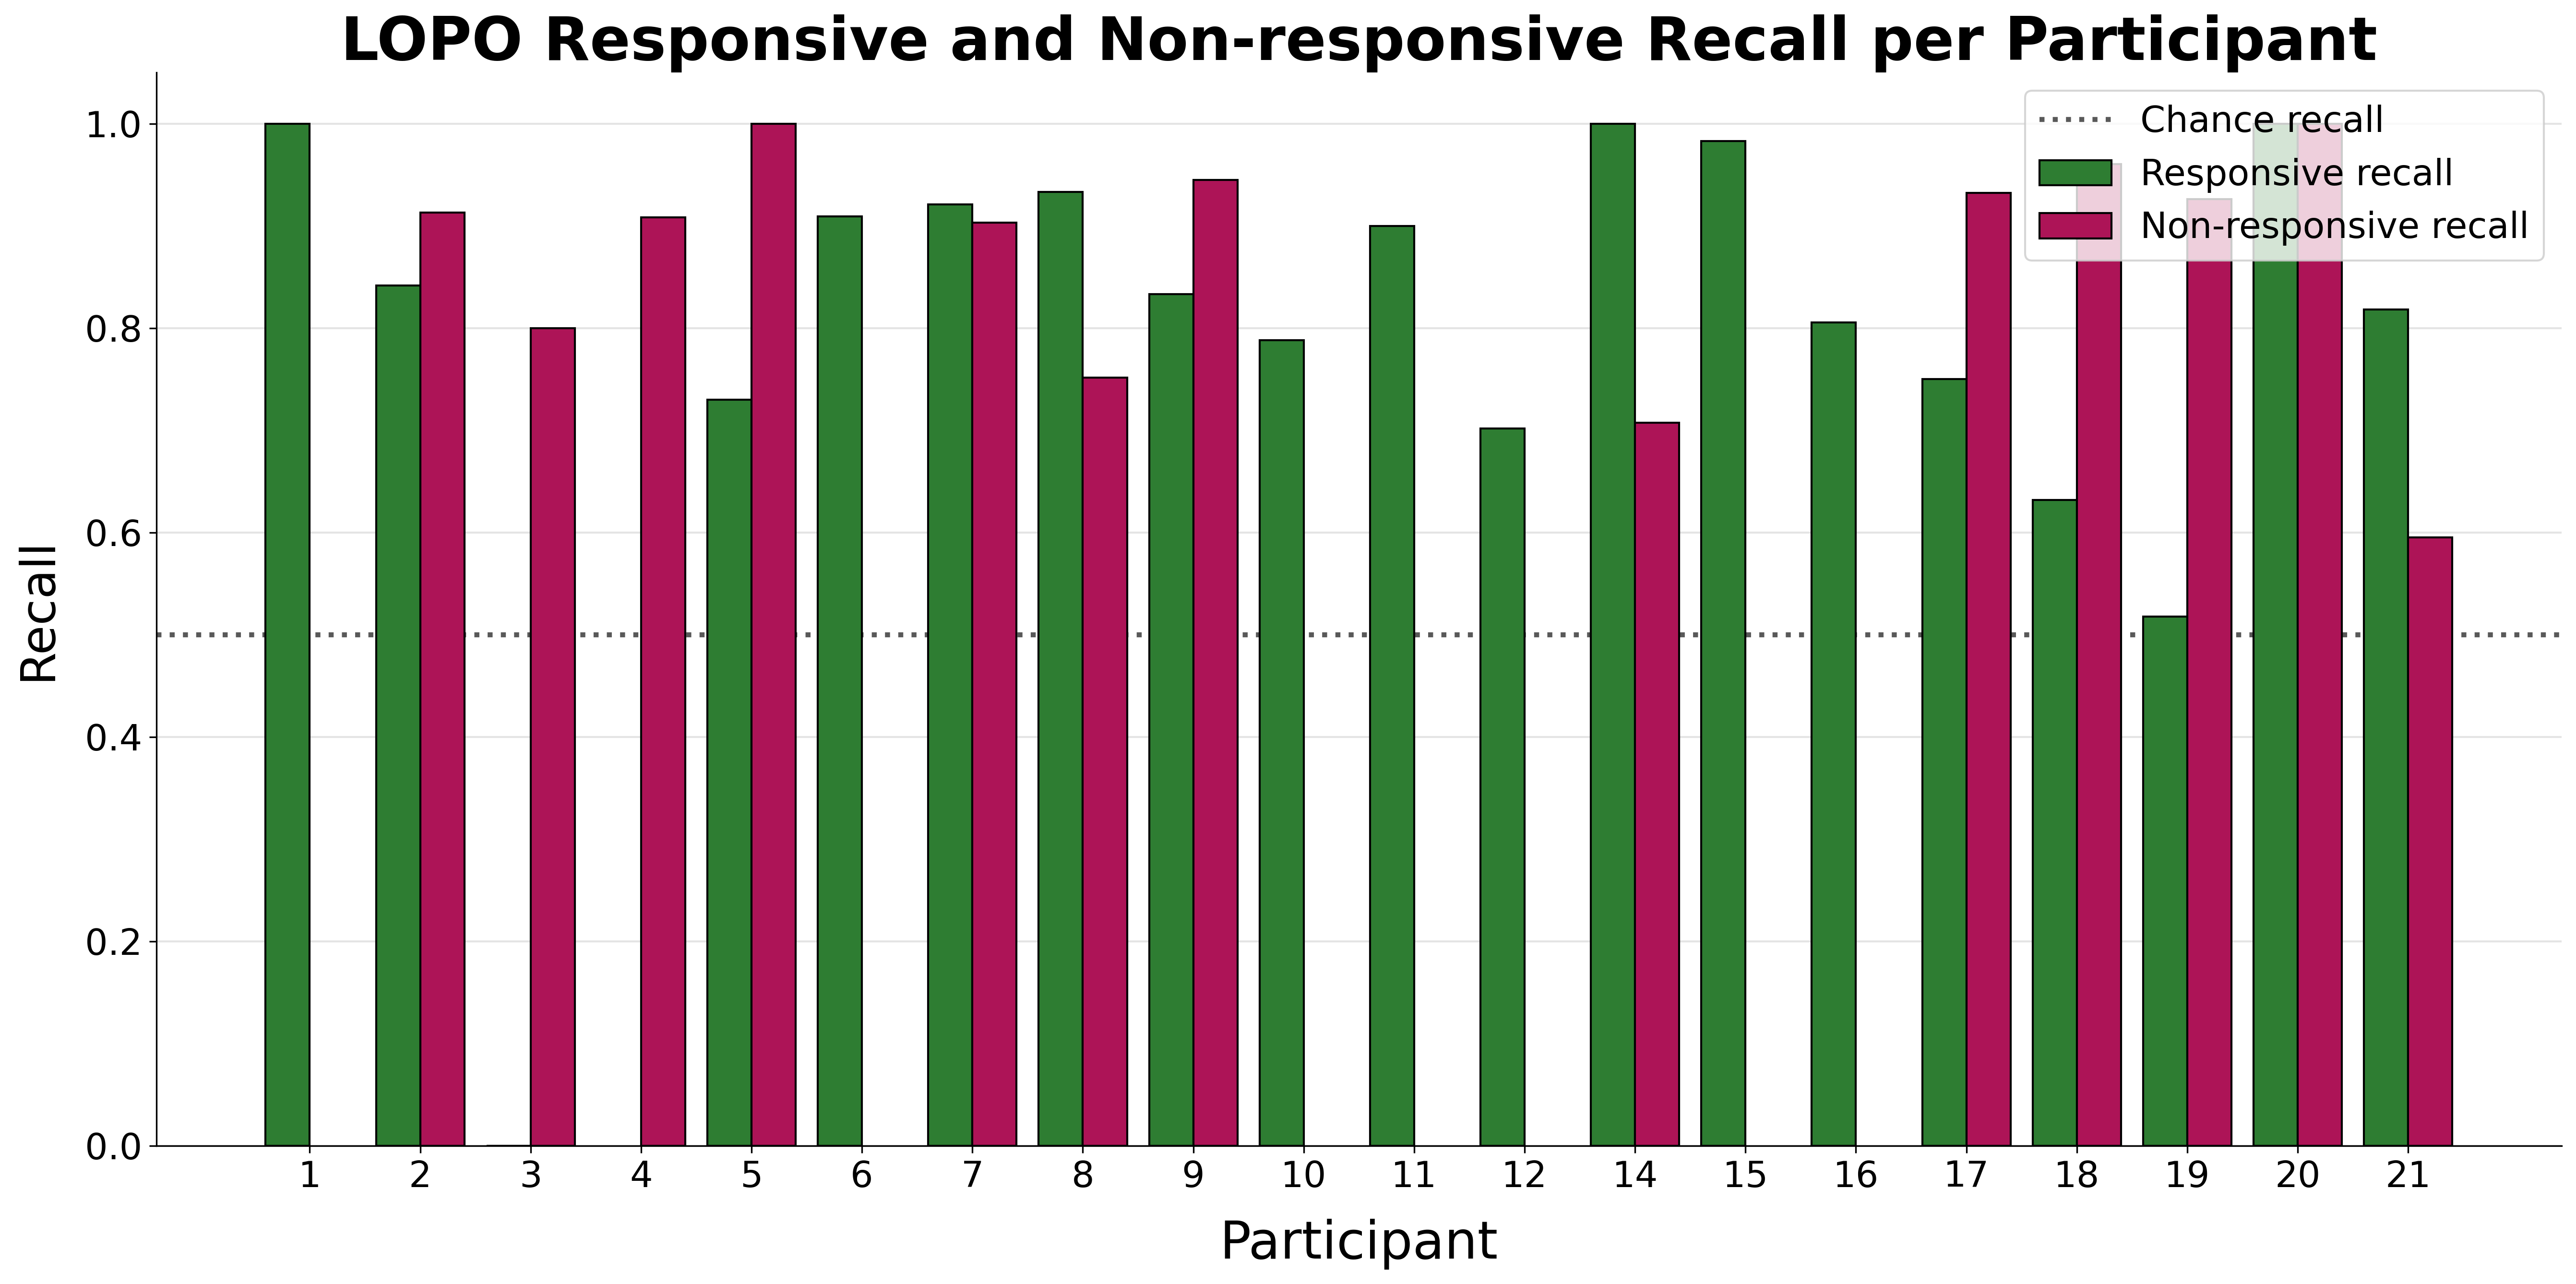 LOPO Responsive and Non-responsive Recall per Participant
Chance recall
Responsive recall
Non-responsive recall
1.0
0.8
0.6
0.4
0.2
0.0
Recall
1 2 3 4 5 6 7 8 9 10 11 12 14 15 16 17 18 19 20 21
Participant